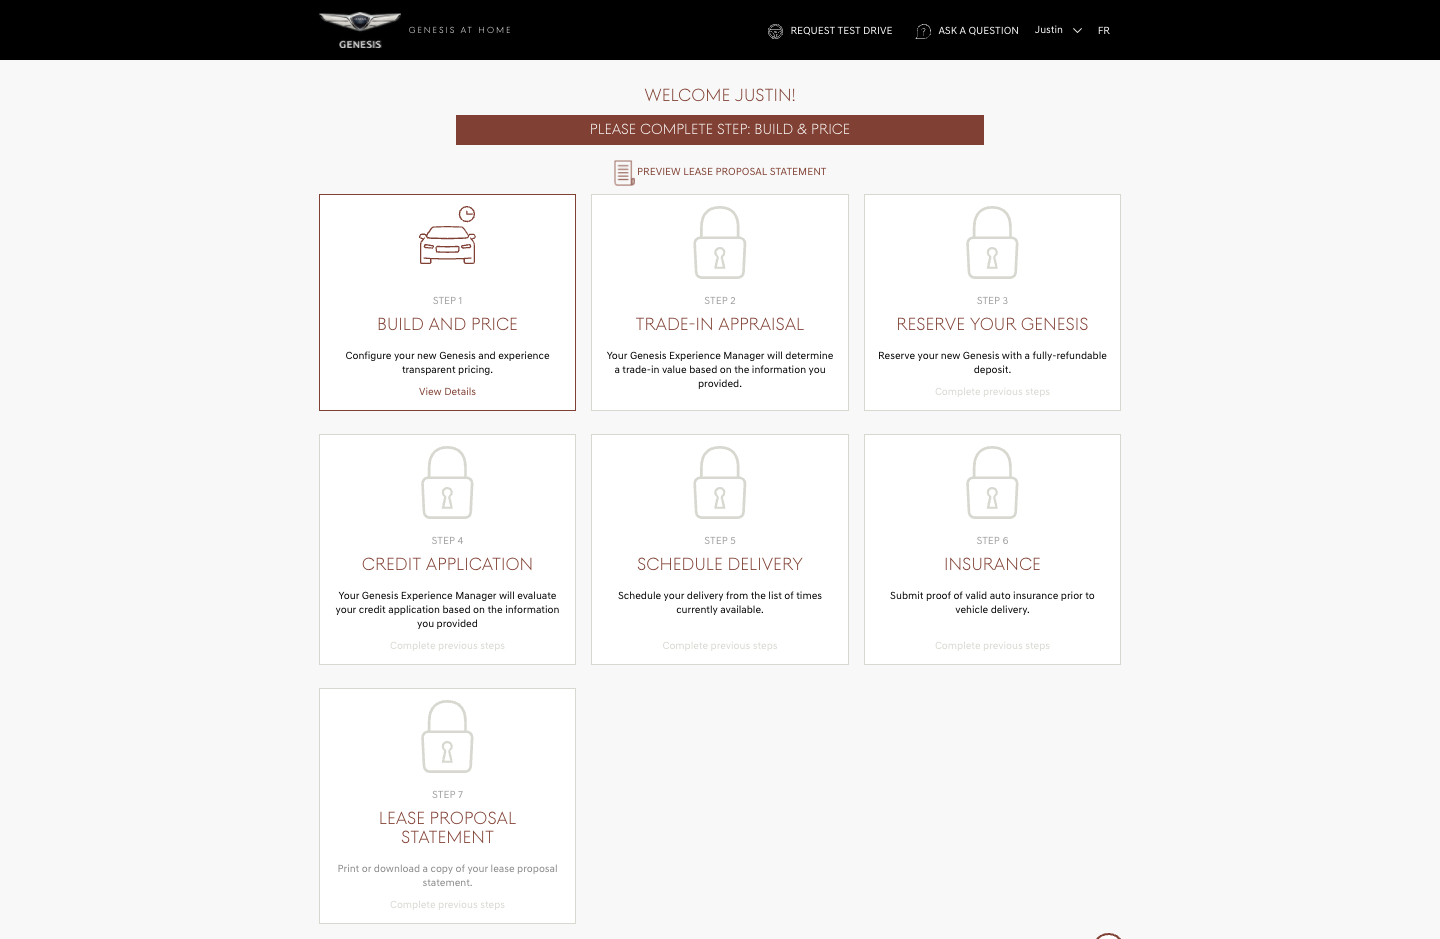 GENESIS
GENESIS AT HOME
REQUEST TEST DRIVE
ASK A QUESTION
Justin
FR
WELCOME JUSTIN!
PLEASE COMPLETE STEP: BUILD & PRICE
PREVIEW LEASE PROPOSAL STATEMENT
STEP 1
BUILD AND PRICE
Configure your new Genesis and experience
transparent pricing.
View Details
STEP 2
TRADE-IN APPRAISAL
Your Genesis Experience Manager will determine
a trade-in value based on the information you
provided.
STEP 3
RESERVE YOUR GENESIS
Reserve your new Genesis with a fully-refundable
deposit.
Complete previous steps
STEP 4
CREDIT APPLICATION
Your Genesis Experience Manager will evaluate
your credit application based on the information
you provided
Complete previous steps
STEP 5
SCHEDULE DELIVERY
Schedule your delivery from the list of times
currently available.
Complete previous steps
STEP 6
INSURANCE
Submit proof of valid auto insurance prior to
vehicle delivery.
Complete previous steps
STEP 7
LEASE PROPOSAL
STATEMENT
Print or download a copy of your lease proposal
statement.
Complete previous steps